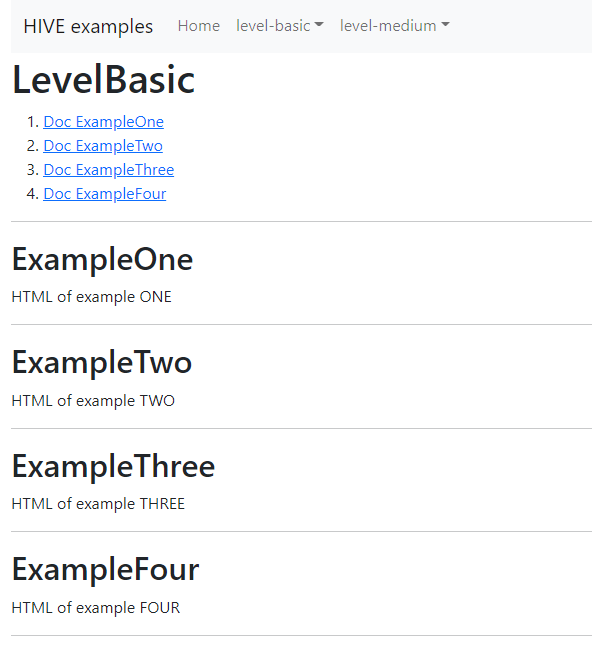 HIVE examples Home level-basic level-medium
LevelBasic
1. Doc ExampleOne
2. Doc ExampleTwo
3. Doc ExampleThree
4. Doc ExampleFour
ExampleOne
HTML of example ONE
ExampleTwo
HTML of example TWO
ExampleThree
HTML of example THREE
ExampleFour
HTML of example FOUR